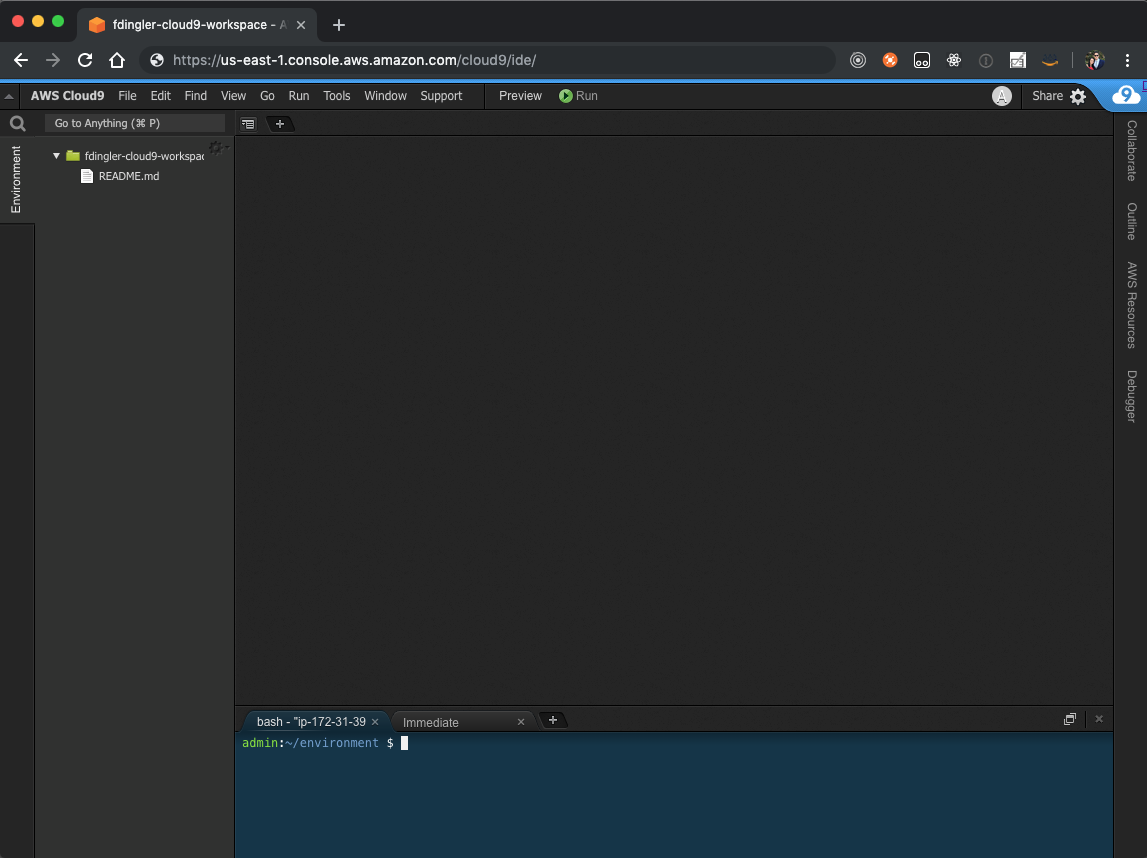 fdingler-cloud9-workspace - A
https://us-east-1.console.aws.amazon.com/cloud9/ide/
AWS Cloud9 File Edit Find View Go Run Tools Window Support Preview Run A Share 9
Go to Anything (⌘ P)
Environment
fdingler-cloud9-workspac
README.md
Collaborate
Outline
AWS Resources
Debugger
bash - "ip-172-31-39 Immediate
admin:~/environment $